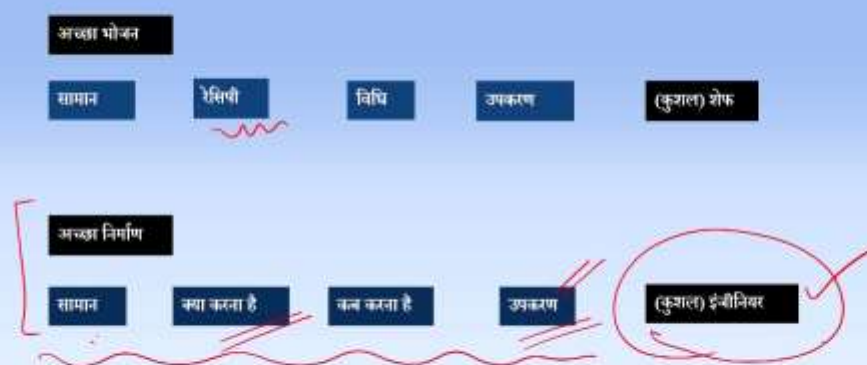 अच्छा भोजन
सामान रेसिपी विधि उपकरण (कुशल) शेफ
अच्छा निर्माण
सामान क्या करना है कब करना है उपकरण (कुशल) इंजीनियर